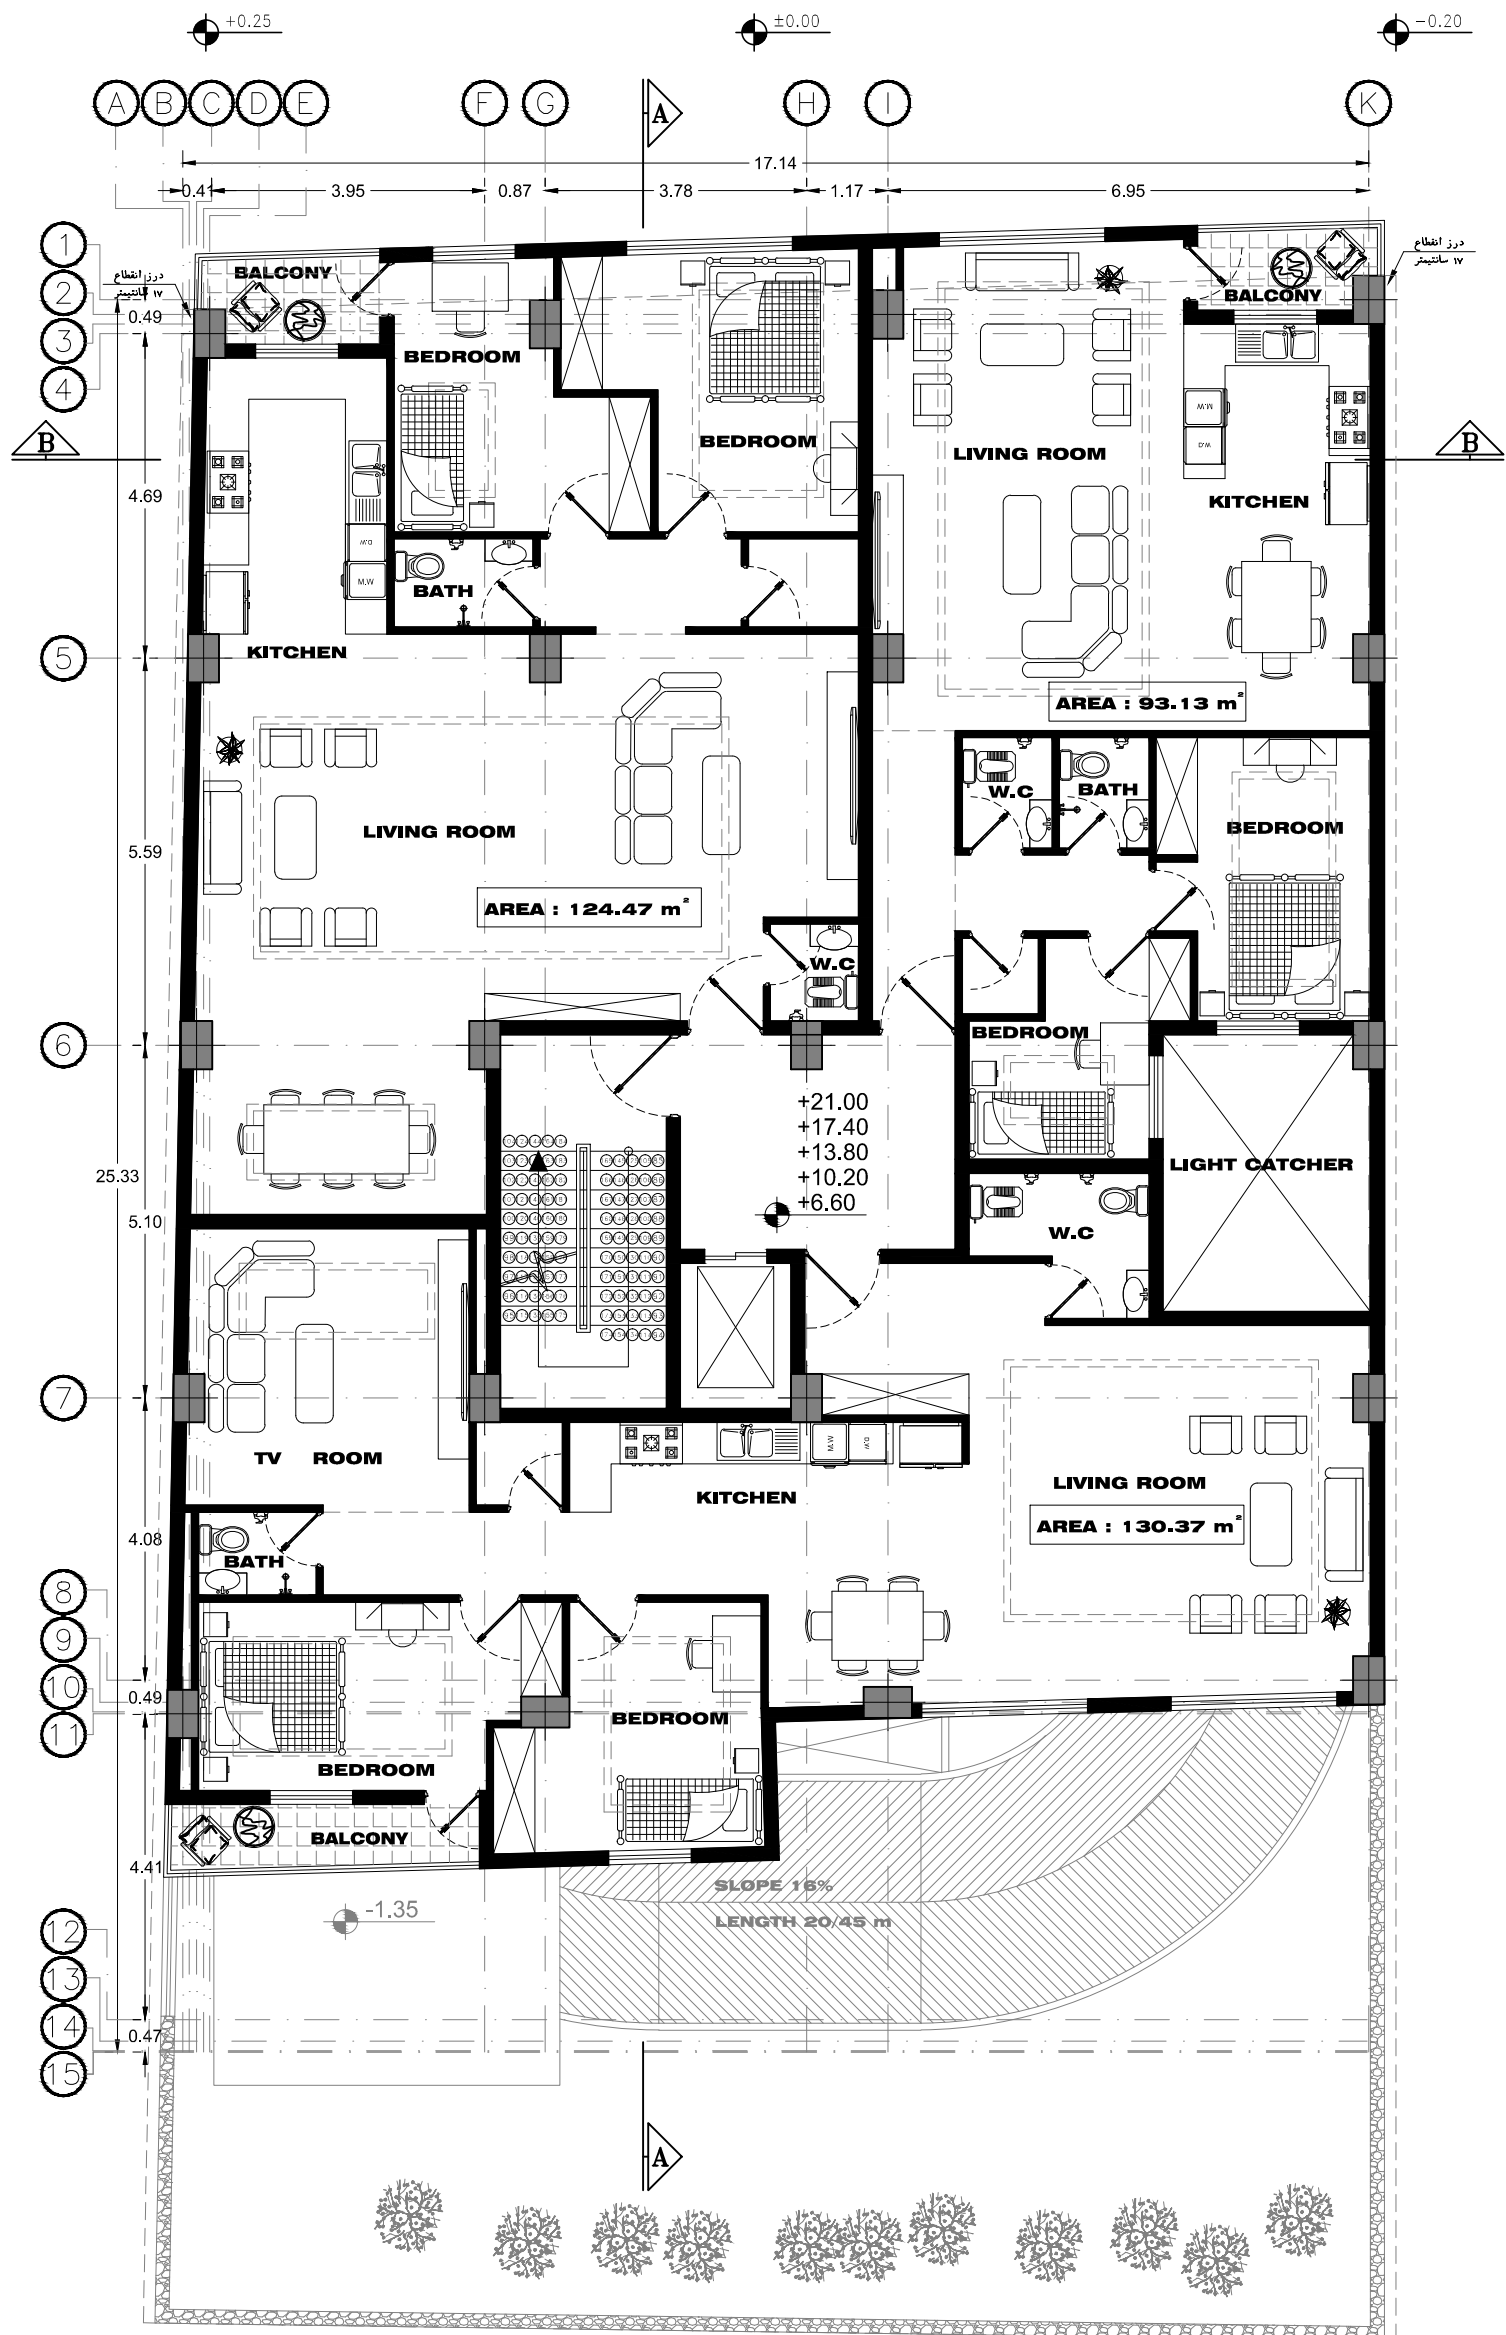 +0.25
±0.00
-0.20
A B C D E F G H I K
A
17.14
0.41 3.95 0.87 3.78 1.17 6.95
1
2
3
4
درز انقطاع
۱۷ سانتیمتر
درز انقطاع
۱۷ سانتیمتر
BALCONY
BALCONY
0.49
BEDROOM
BEDROOM
LIVING ROOM
KITCHEN
M.W
W.G
B
B
4.69
D.W
M.W
BATH
KITCHEN
5
AREA : 93.13 m²
W.C
BATH
BEDROOM
LIVING ROOM
5.59
AREA : 124.47 m²
W.C
6
BEDROOM
+21.00
+17.40
+13.80
+10.20
+6.60
LIGHT CATCHER
25.33
5.10
W.C
7
TV ROOM
M.W
D.W
KITCHEN
LIVING ROOM
AREA : 130.37 m²
4.08
BATH
8
9
10
11
0.49
BEDROOM
BEDROOM
BALCONY
4.41
SLOPE 16%
LENGTH 20/45 m
-1.35
12
13
14
15
0.47
A